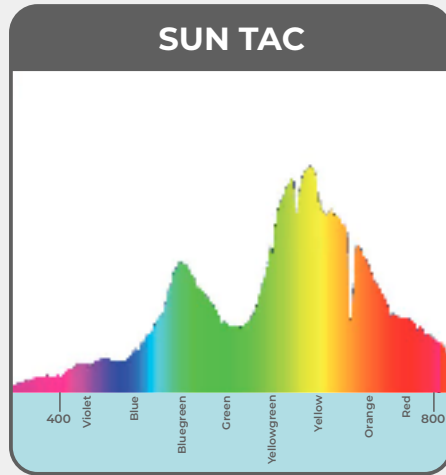 SUN TAC
400
Violet
Blue
Bluegreen
Green
Yellowgreen
Yellow
Orange
Red
800